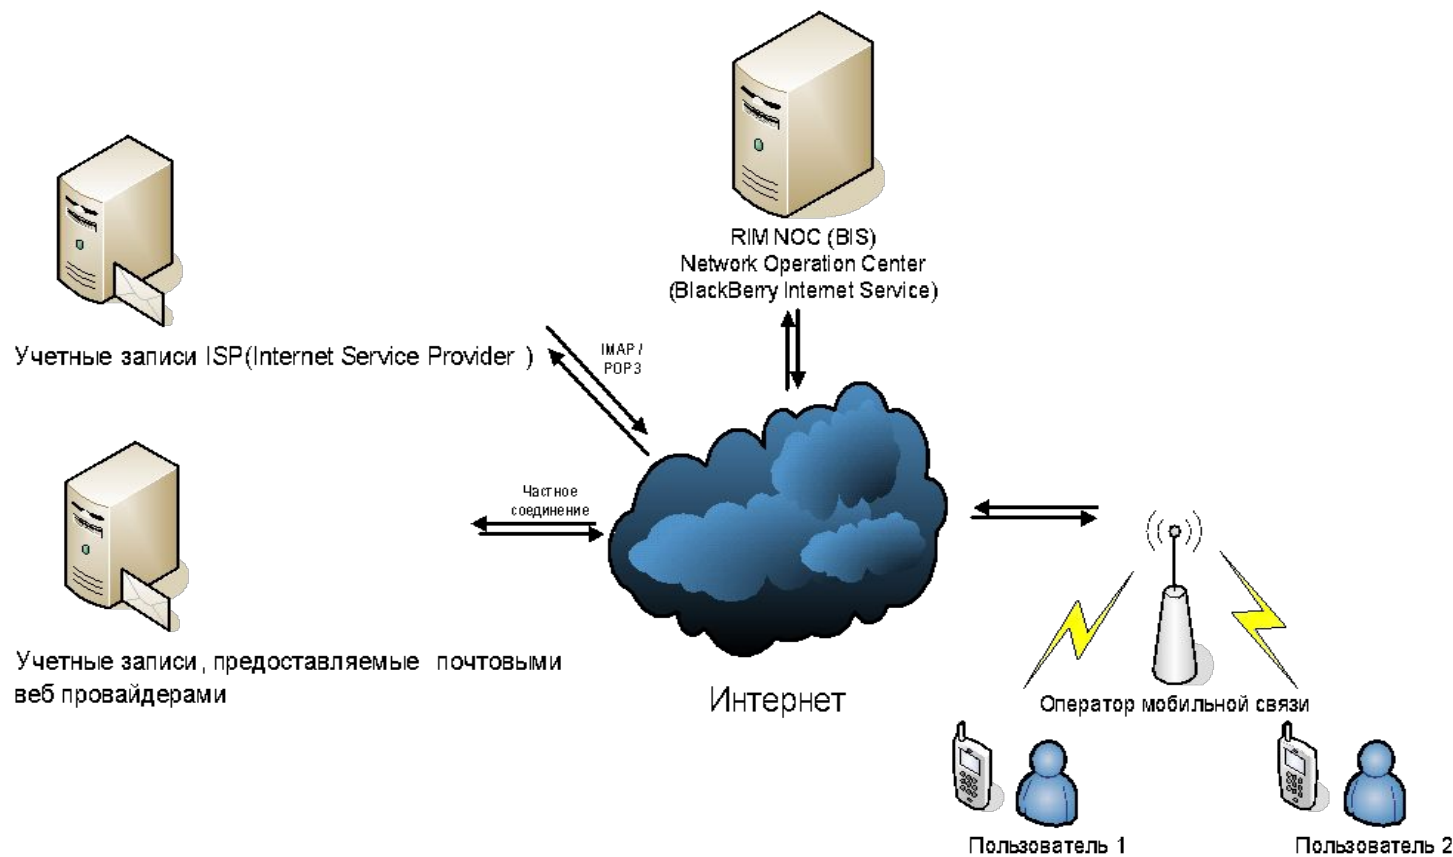 RIM NOC (BIS)
Network Operation Center
(BlackBerry Internet Service)
Учетные записи ISP(Internet Service Provider )
IMAP /
POP3
Частное
соединение
Учетные записи, предоставляемые почтовыми
веб провайдерами
Интернет
Оператор мобильной связи
Пользователь 1
Пользователь 2